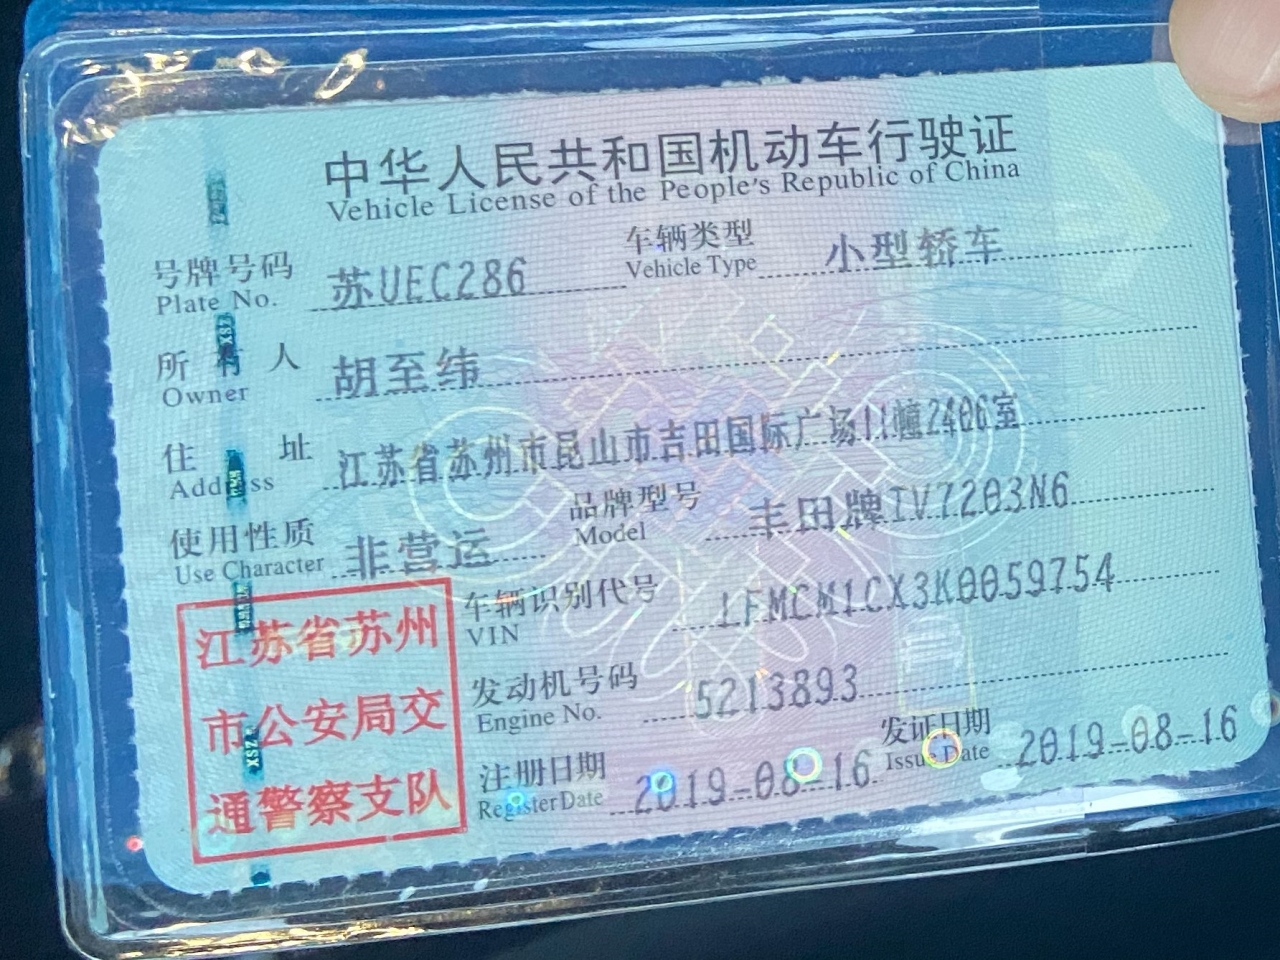 中华人民共和国机动车行驶证
Vehicle License of the People's Republic of China
号牌号码 苏UEC286 车辆类型 小型轿车
Plate No. Vehicle Type
所有人 胡至纬
Owner
住址 江苏省苏州市昆山市吉田国际广场11幢2406室
Address
使用性质 非营运 品牌型号 丰田牌TV7203N6
Use Character Model
车辆识别代号 LFMCM1CX3K0059754
VIN
发动机号码 5213893
Engine No.
注册日期 2019-08-16 发证日期 2019-08-16
Register Date Issue Date
江苏省苏州
市公安局交
通警察支队